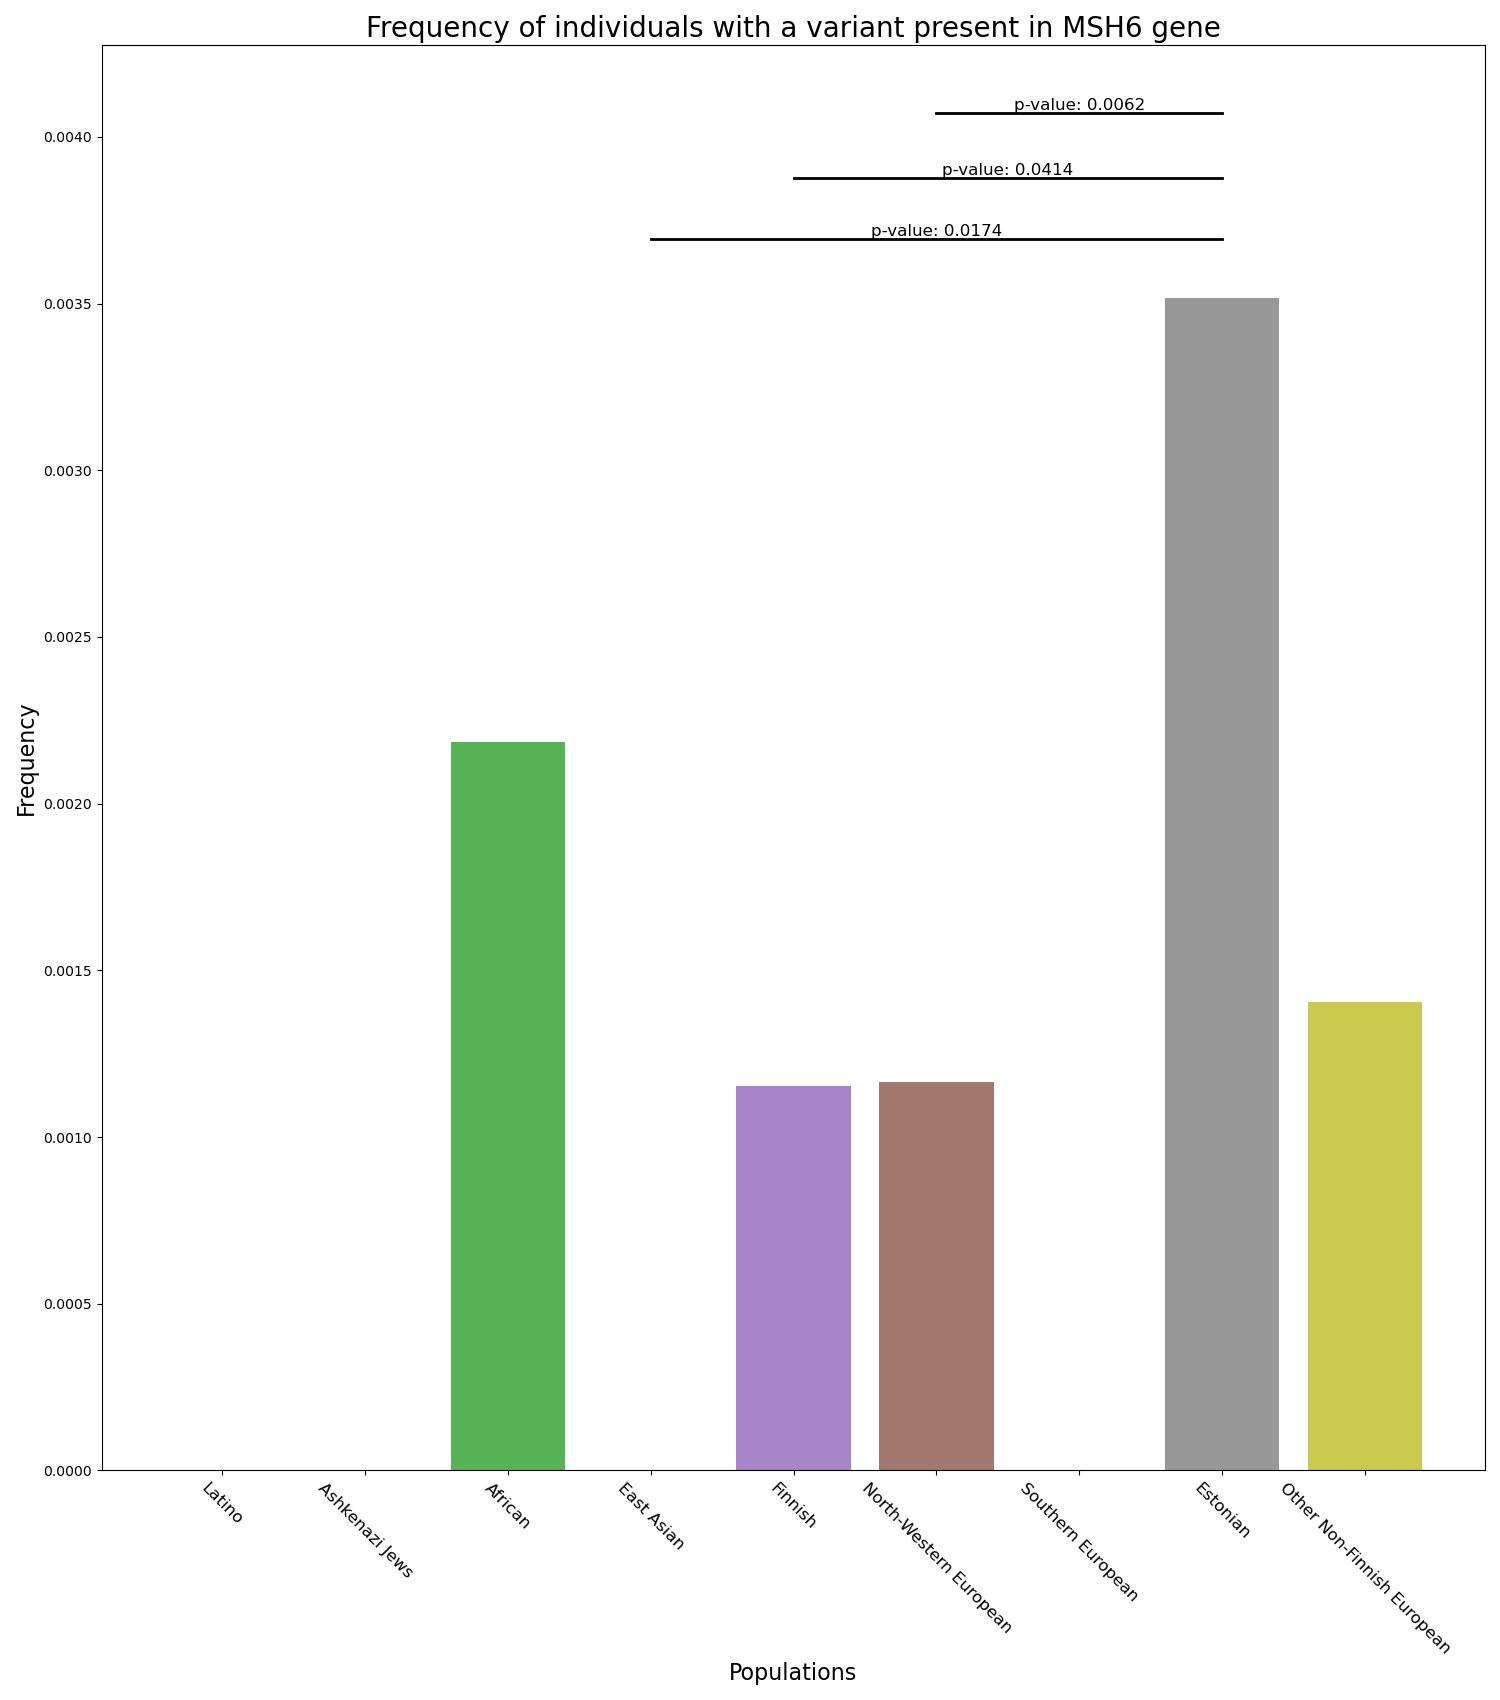 Frequency of individuals with a variant present in MSH6 gene
p-value: 0.0062
p-value: 0.0414
p-value: 0.0174
0.0040
0.0035
0.0030
0.0025
0.0020
0.0015
0.0010
0.0005
0.0000
Frequency
Latino
Ashkenazi Jews
African
East Asian
Finnish
North-Western European
Southern European
Estonian
Other Non-Finnish European
Populations